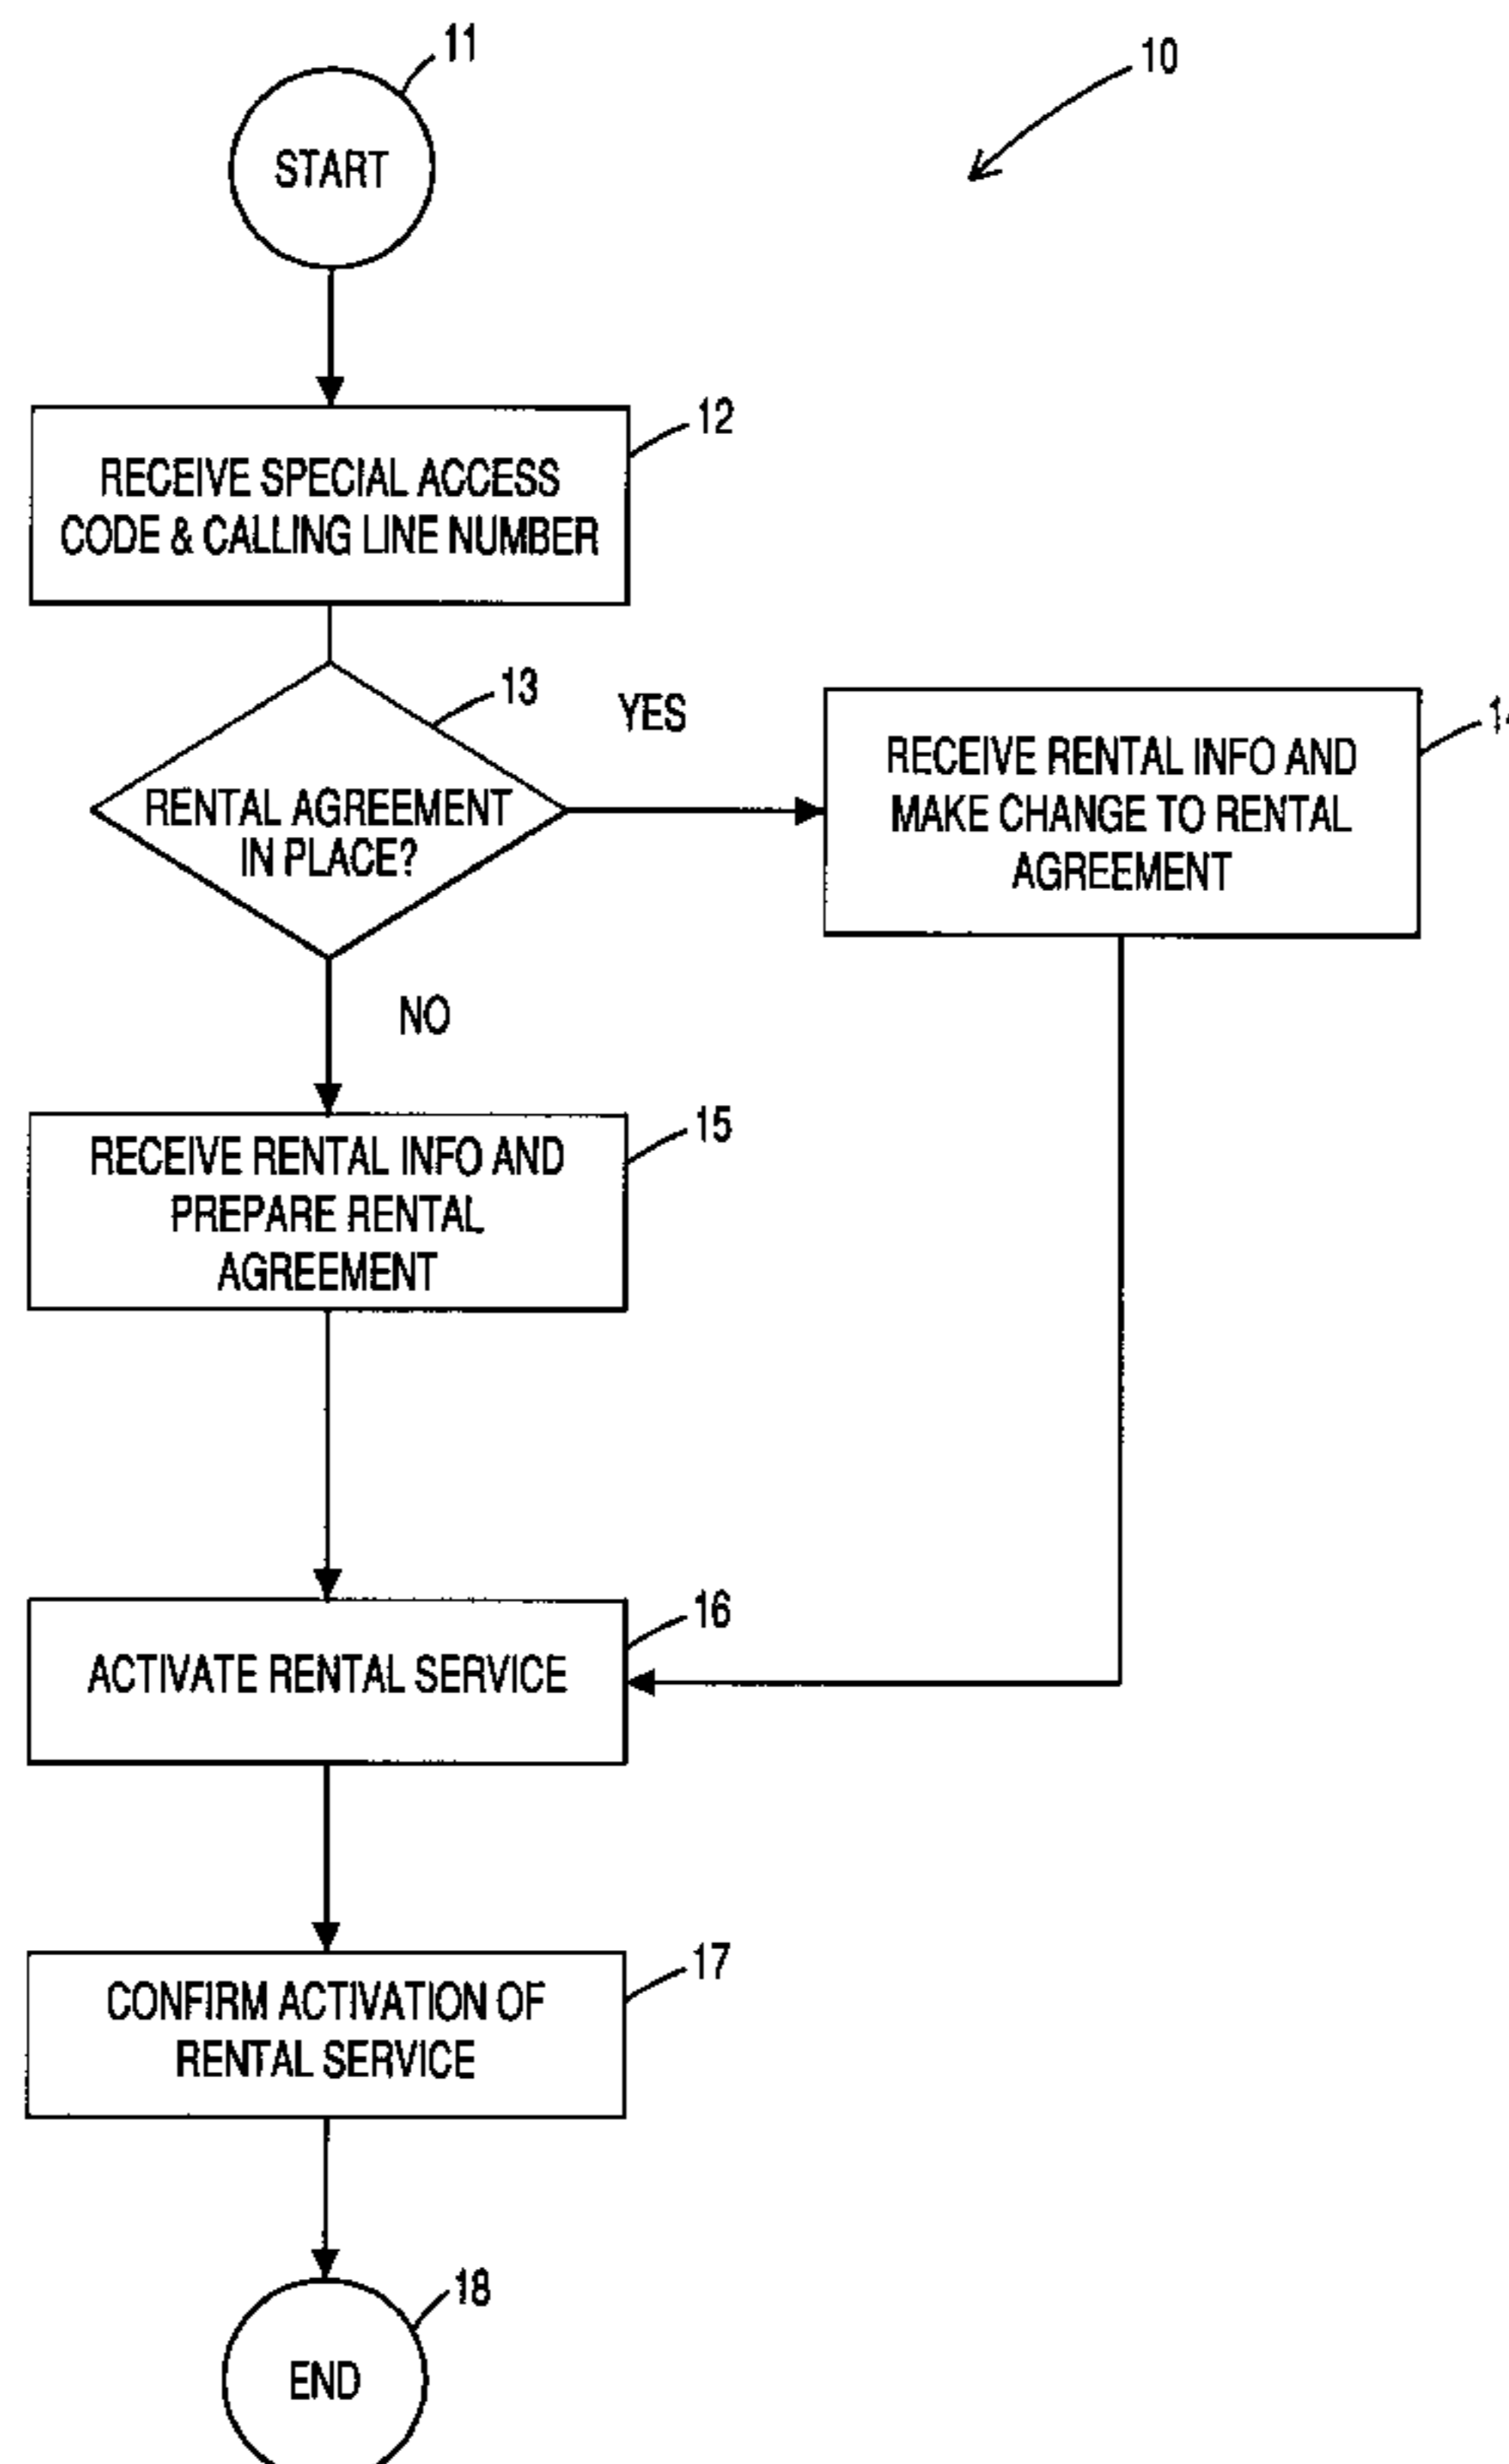 11
10
START
12
RECEIVE SPECIAL ACCESS
CODE & CALLING LINE NUMBER
13
YES
RENTAL AGREEMENT
IN PLACE?
RECEIVE RENTAL INFO AND
MAKE CHANGE TO RENTAL
AGREEMENT
NO
15
RECEIVE RENTAL INFO AND
PREPARE RENTAL
AGREEMENT
16
ACTIVATE RENTAL SERVICE
17
CONFIRM ACTIVATION OF
RENTAL SERVICE
18
END